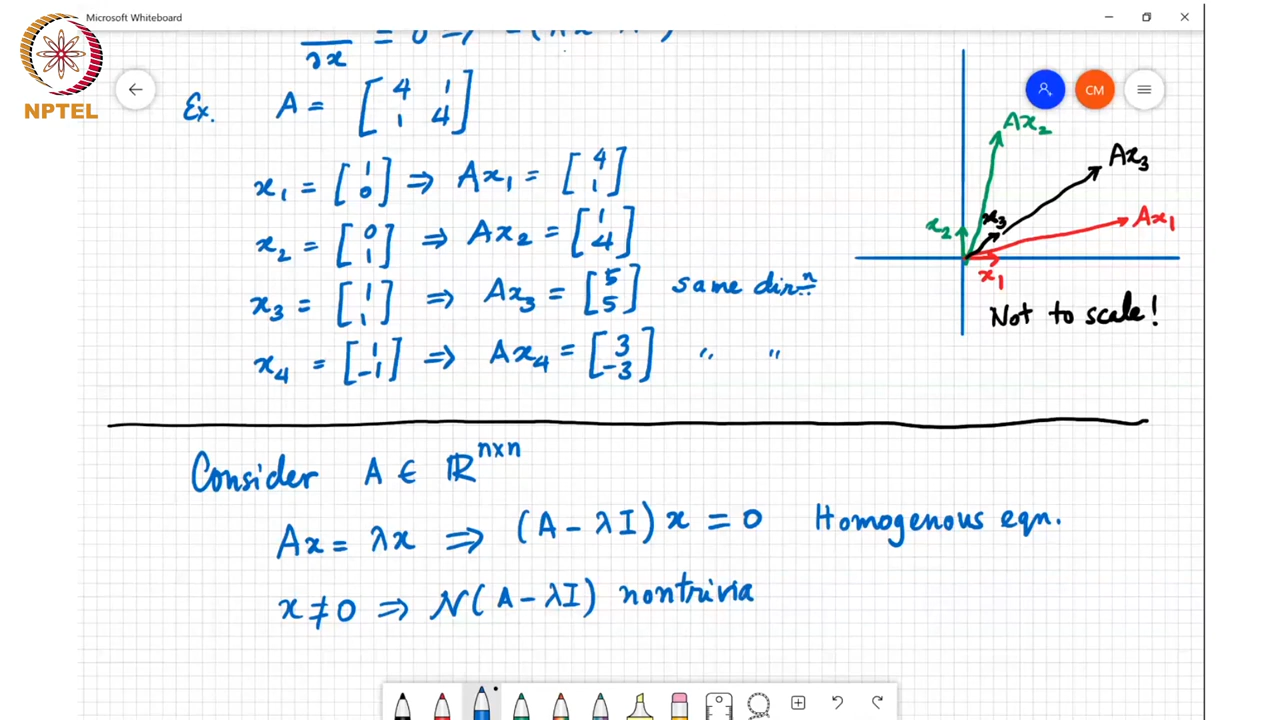 Microsoft Whiteboard
NPTEL
CM
Ex. A = [4 1; 1 4]
x₁ = [1; 0] ⇒ Ax₁ = [4; 1]
x₂ = [0; 1] ⇒ Ax₂ = [1; 4]
x₃ = [1; 1] ⇒ Ax₃ = [5; 5] same dirⁿ
x₄ = [1; -1] ⇒ Ax₄ = [3; -3] " "
Ax₂
Ax₃
x₃
x₂
Ax₁
x₁
Not to scale!
Consider A ∈ ℝⁿˣⁿ
Ax = λx ⇒ (A - λI)x = 0 Homogenous eqn.
x ≠ 0 ⇒ N(A - λI) nontrivia